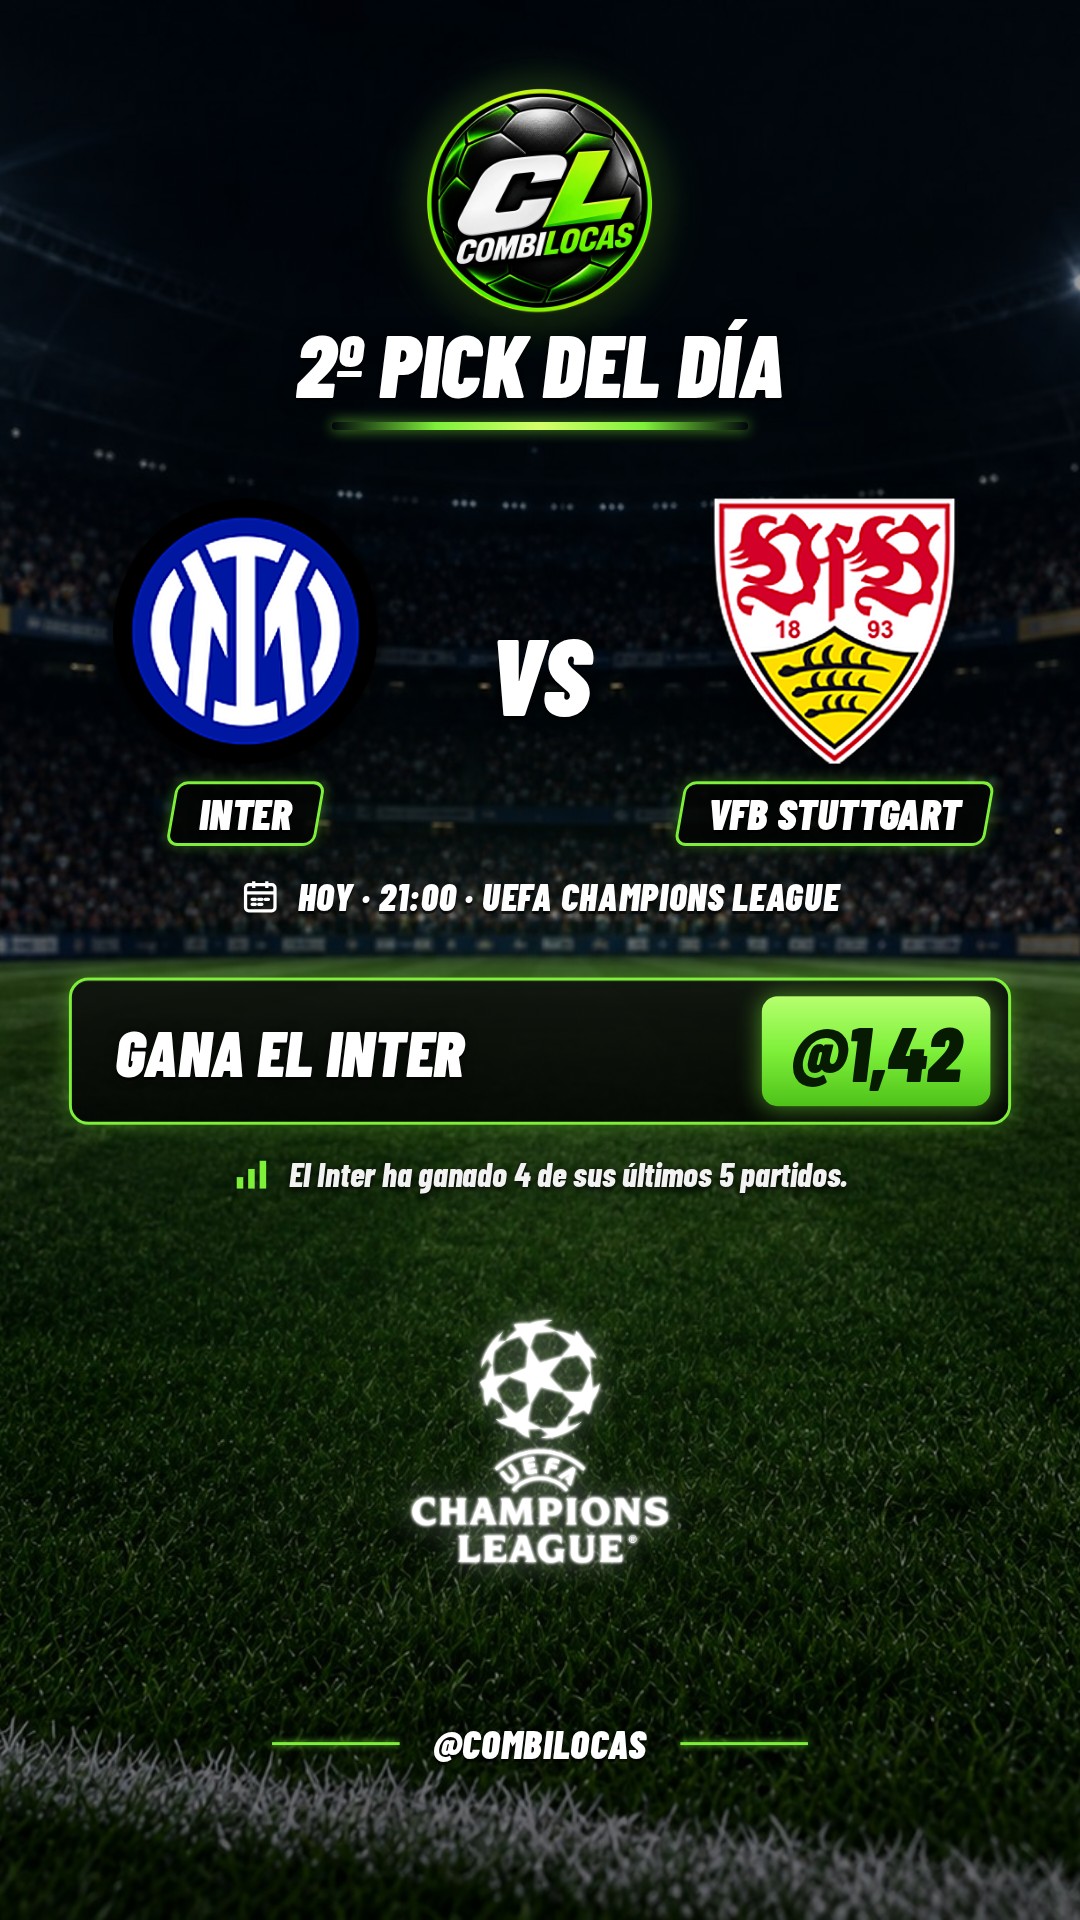 CL
COMBILOCAS
2º PICK DEL DÍA
VfB
18 93
VS
INTER
VFB STUTTGART
HOY · 21:00 · UEFA CHAMPIONS LEAGUE
GANA EL INTER
@1,42
El Inter ha ganado 4 de sus últimos 5 partidos.
UEFA
CHAMPIONS
LEAGUE®
@COMBILOCAS